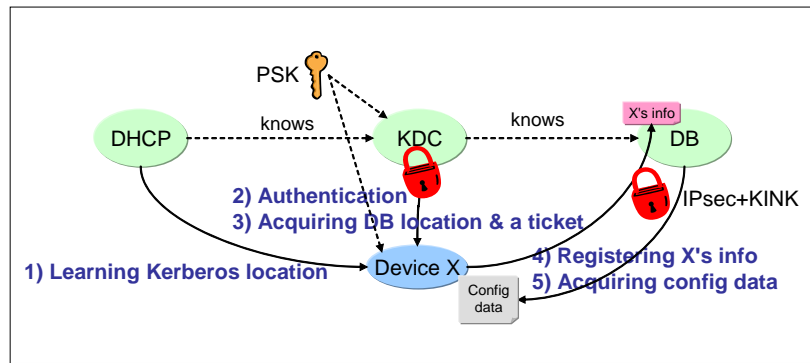 PSK
X's info
DHCP
knows
KDC
knows
DB
2) Authentication
IPsec+KINK
3) Acquiring DB location & a ticket
1) Learning Kerberos location
Device X
4) Registering X's info
5) Acquiring config data
Config
data